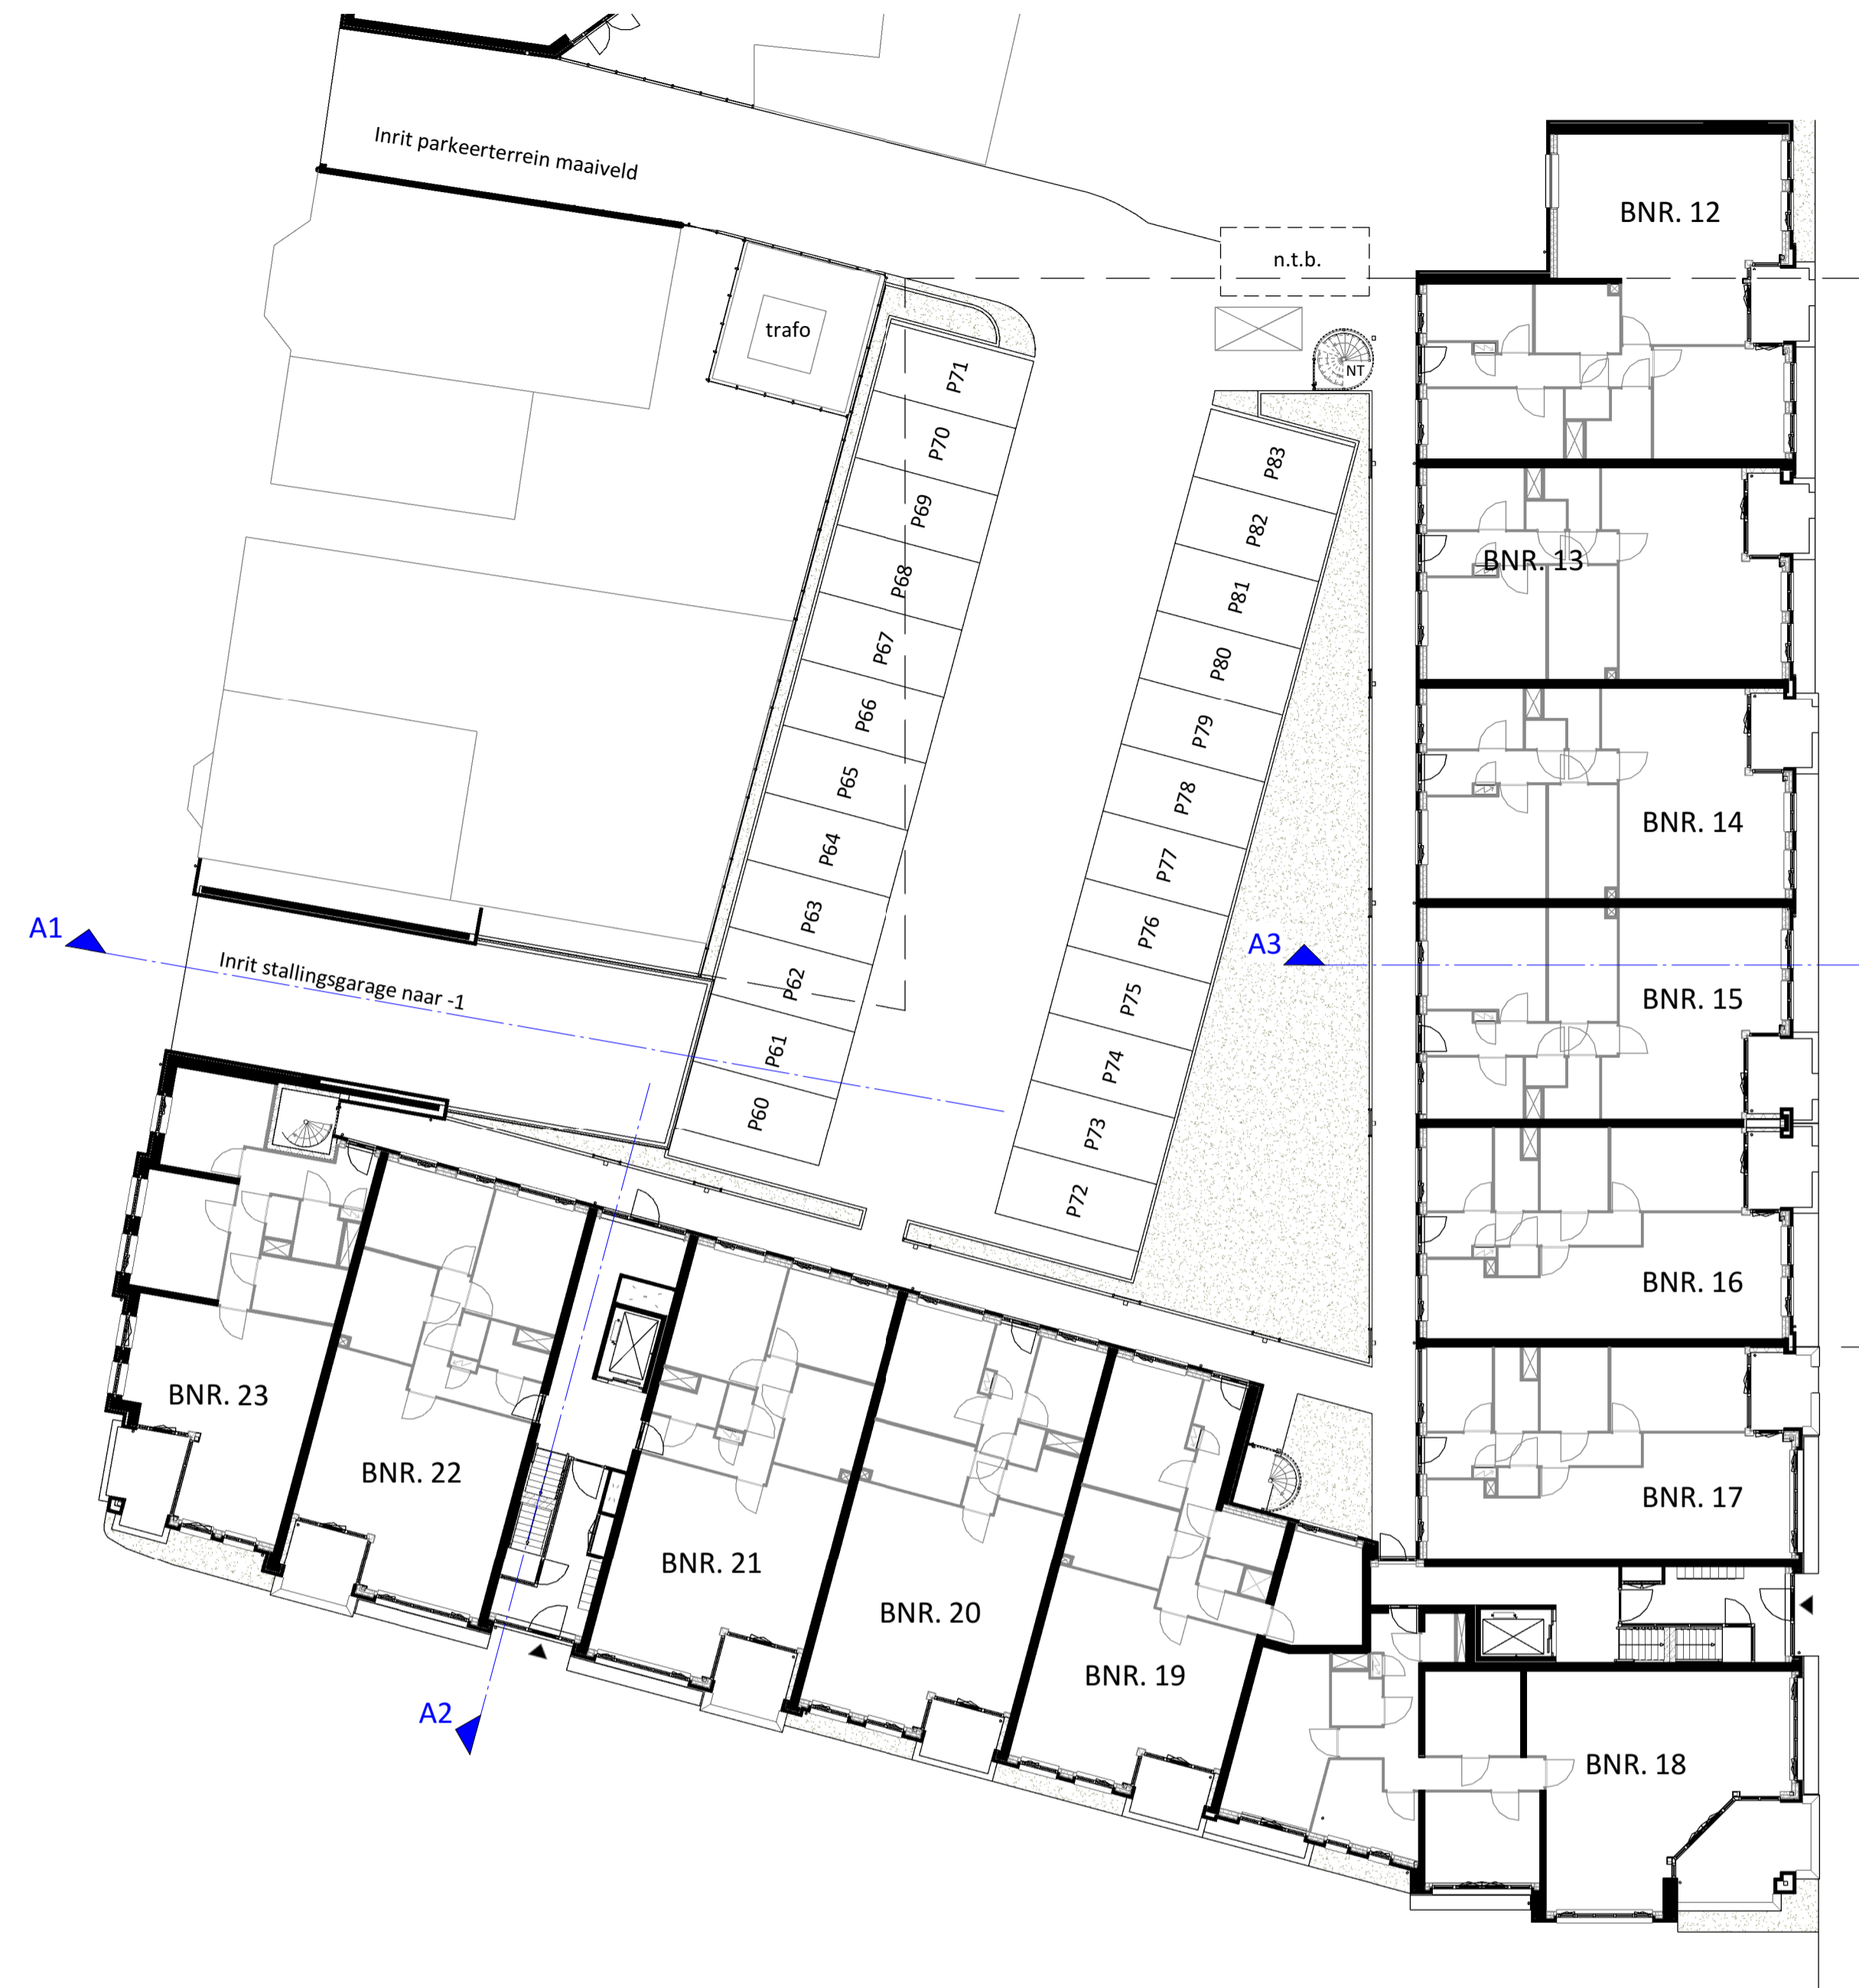 Inrit parkeerterrein maaiveld
BNR. 12
n.t.b.
trafo
NT
P71
P70
P69
P68
P67
P66
P65
P64
P63
P62
P61
P60
P83
P82
P81
P80
P79
P78
P77
P76
P75
P74
P73
P72
BNR. 13
BNR. 14
A1
A3
Inrit stallingsgarage naar -1
BNR. 15
BNR. 16
BNR. 17
BNR. 23
BNR. 22
BNR. 21
BNR. 20
BNR. 19
A2
BNR. 18